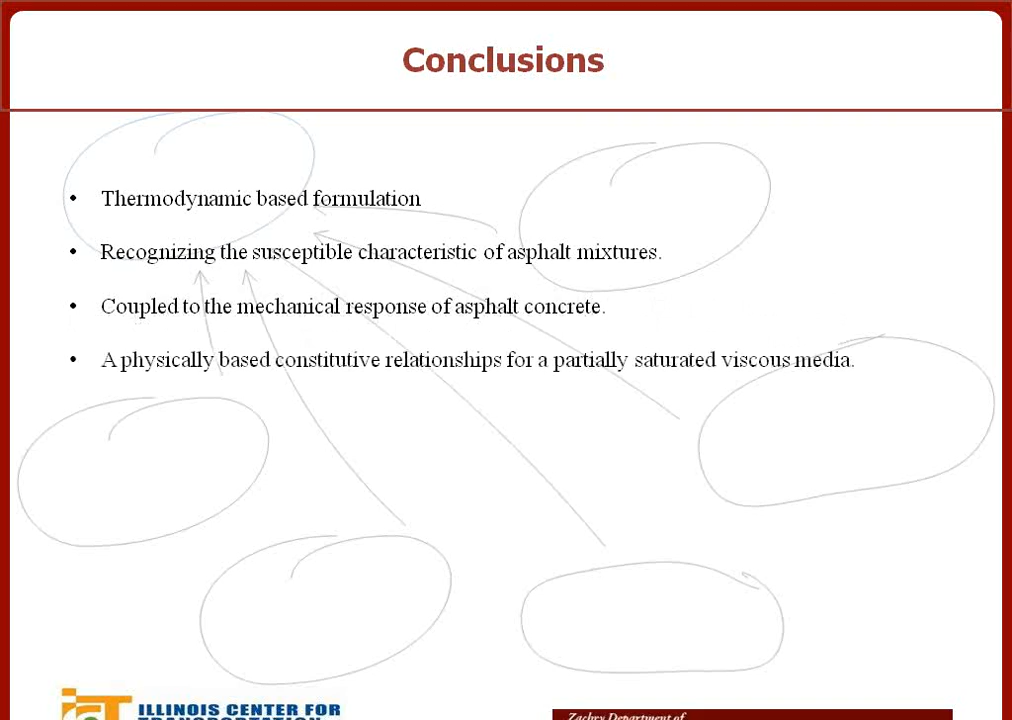 Conclusions
• Thermodynamic based formulation
• Recognizing the susceptible characteristic of asphalt mixtures.
• Coupled to the mechanical response of asphalt concrete.
• A physically based constitutive relationships for a partially saturated viscous media.
ILLINOIS CENTER FOR
TRANSPORTATION
Zachry Department of